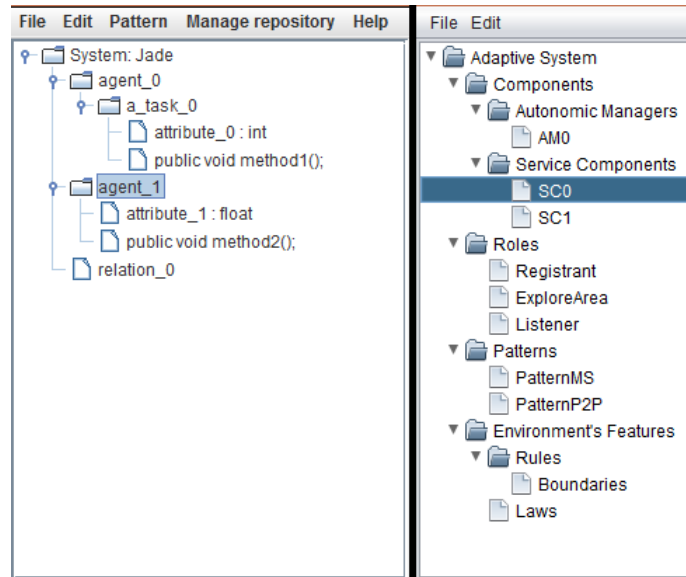 File Edit Pattern Manage repository Help
System: Jade
agent_0
a_task_0
attribute_0 : int
public void method1();
agent_1
attribute_1 : float
public void method2();
relation_0
File Edit
Adaptive System
Components
Autonomic Managers
AM0
Service Components
SC0
SC1
Roles
Registrant
ExploreArea
Listener
Patterns
PatternMS
PatternP2P
Environment's Features
Rules
Boundaries
Laws